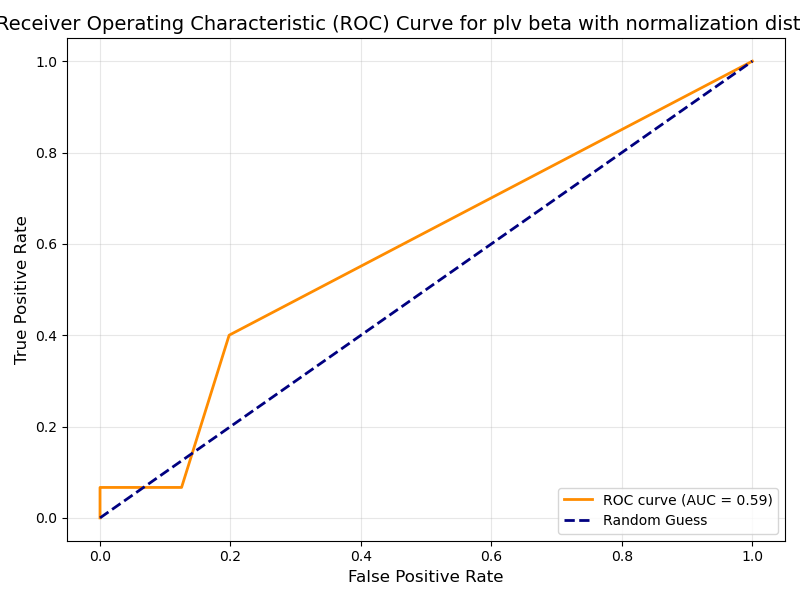 Receiver Operating Characteristic (ROC) Curve for plv beta with normalization dist
1.0
0.8
0.6
0.4
0.2
0.0
True Positive Rate
0.0 0.2 0.4 0.6 0.8 1.0
False Positive Rate
ROC curve (AUC = 0.59)
Random Guess